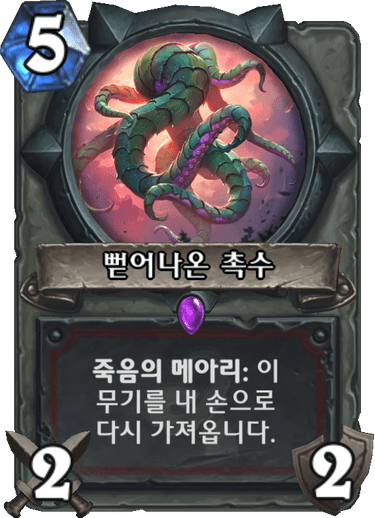 5
뻗어나온 촉수
죽음의 메아리: 이
무기를 내 손으로
다시 가져옵니다.
2
2